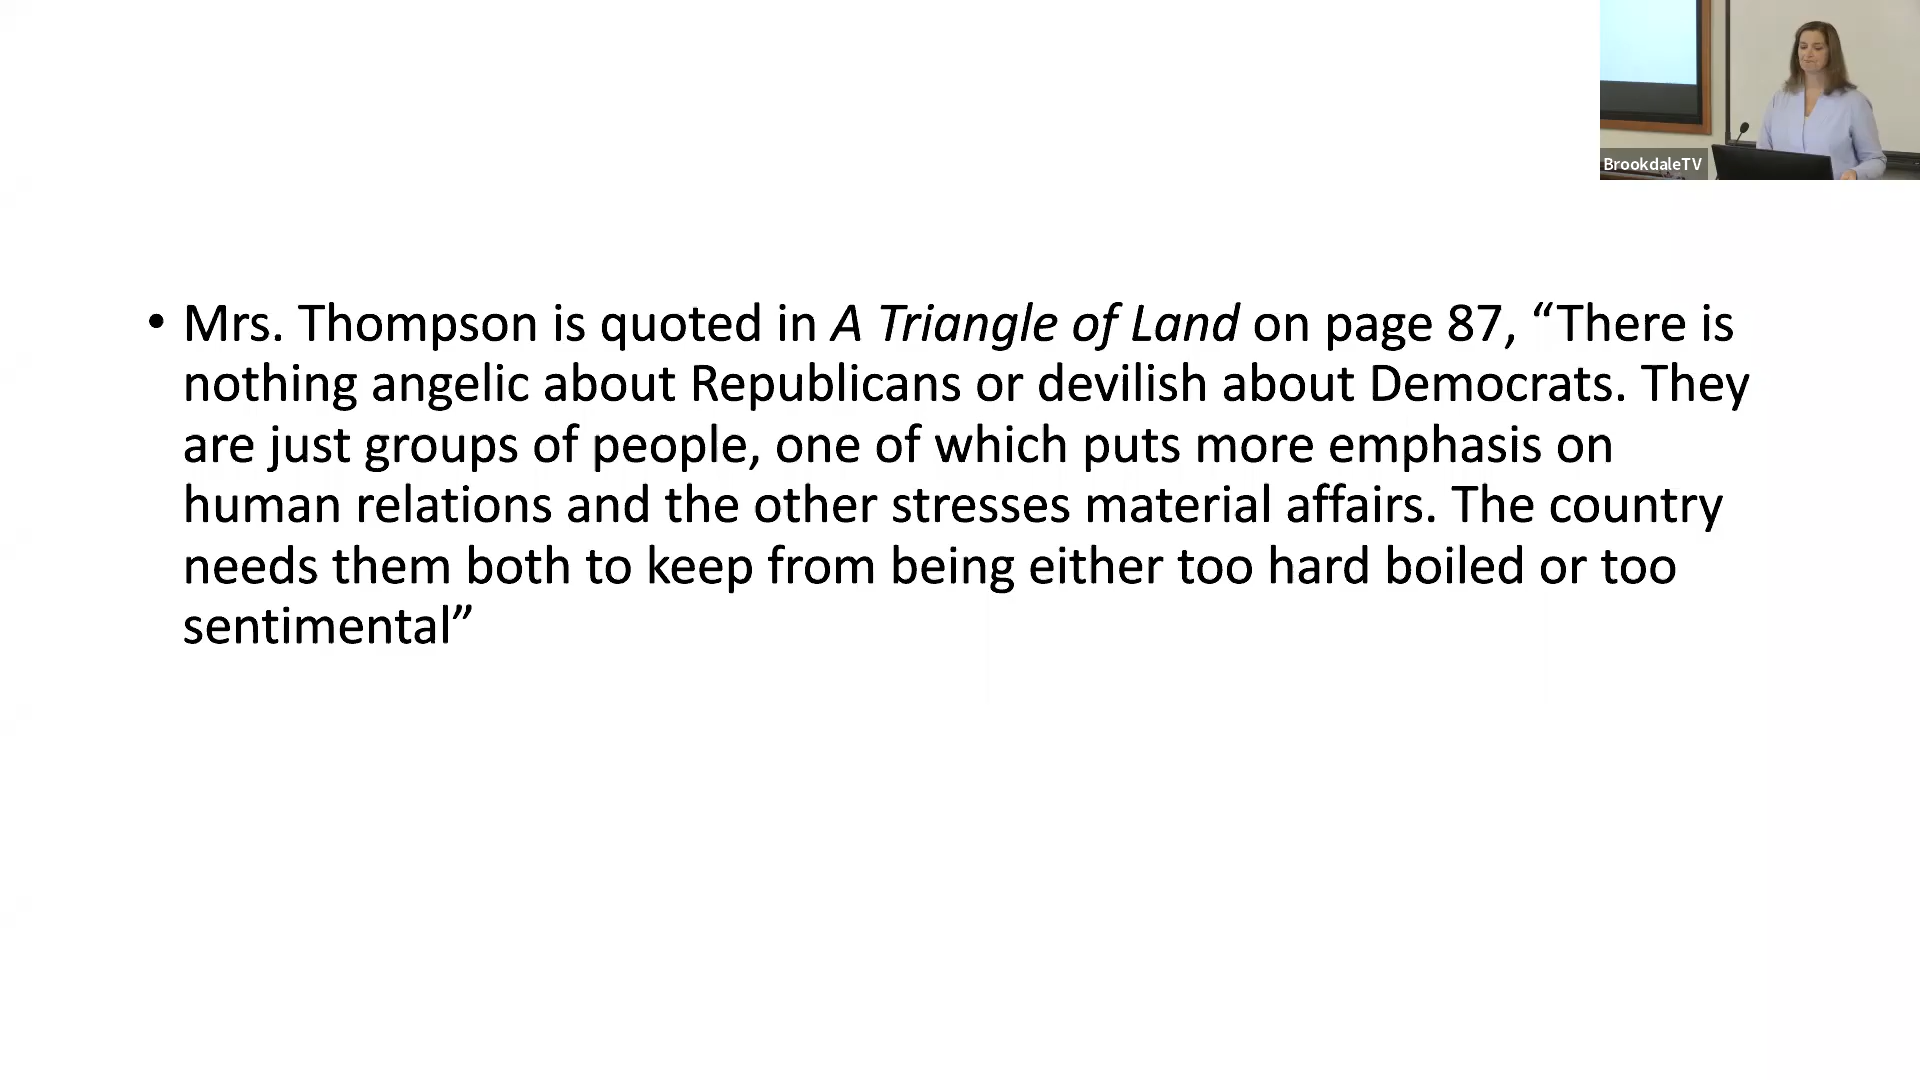 BrookdaleTV
• Mrs. Thompson is quoted in A Triangle of Land on page 87, “There is
nothing angelic about Republicans or devilish about Democrats. They
are just groups of people, one of which puts more emphasis on
human relations and the other stresses material affairs. The country
needs them both to keep from being either too hard boiled or too
sentimental”